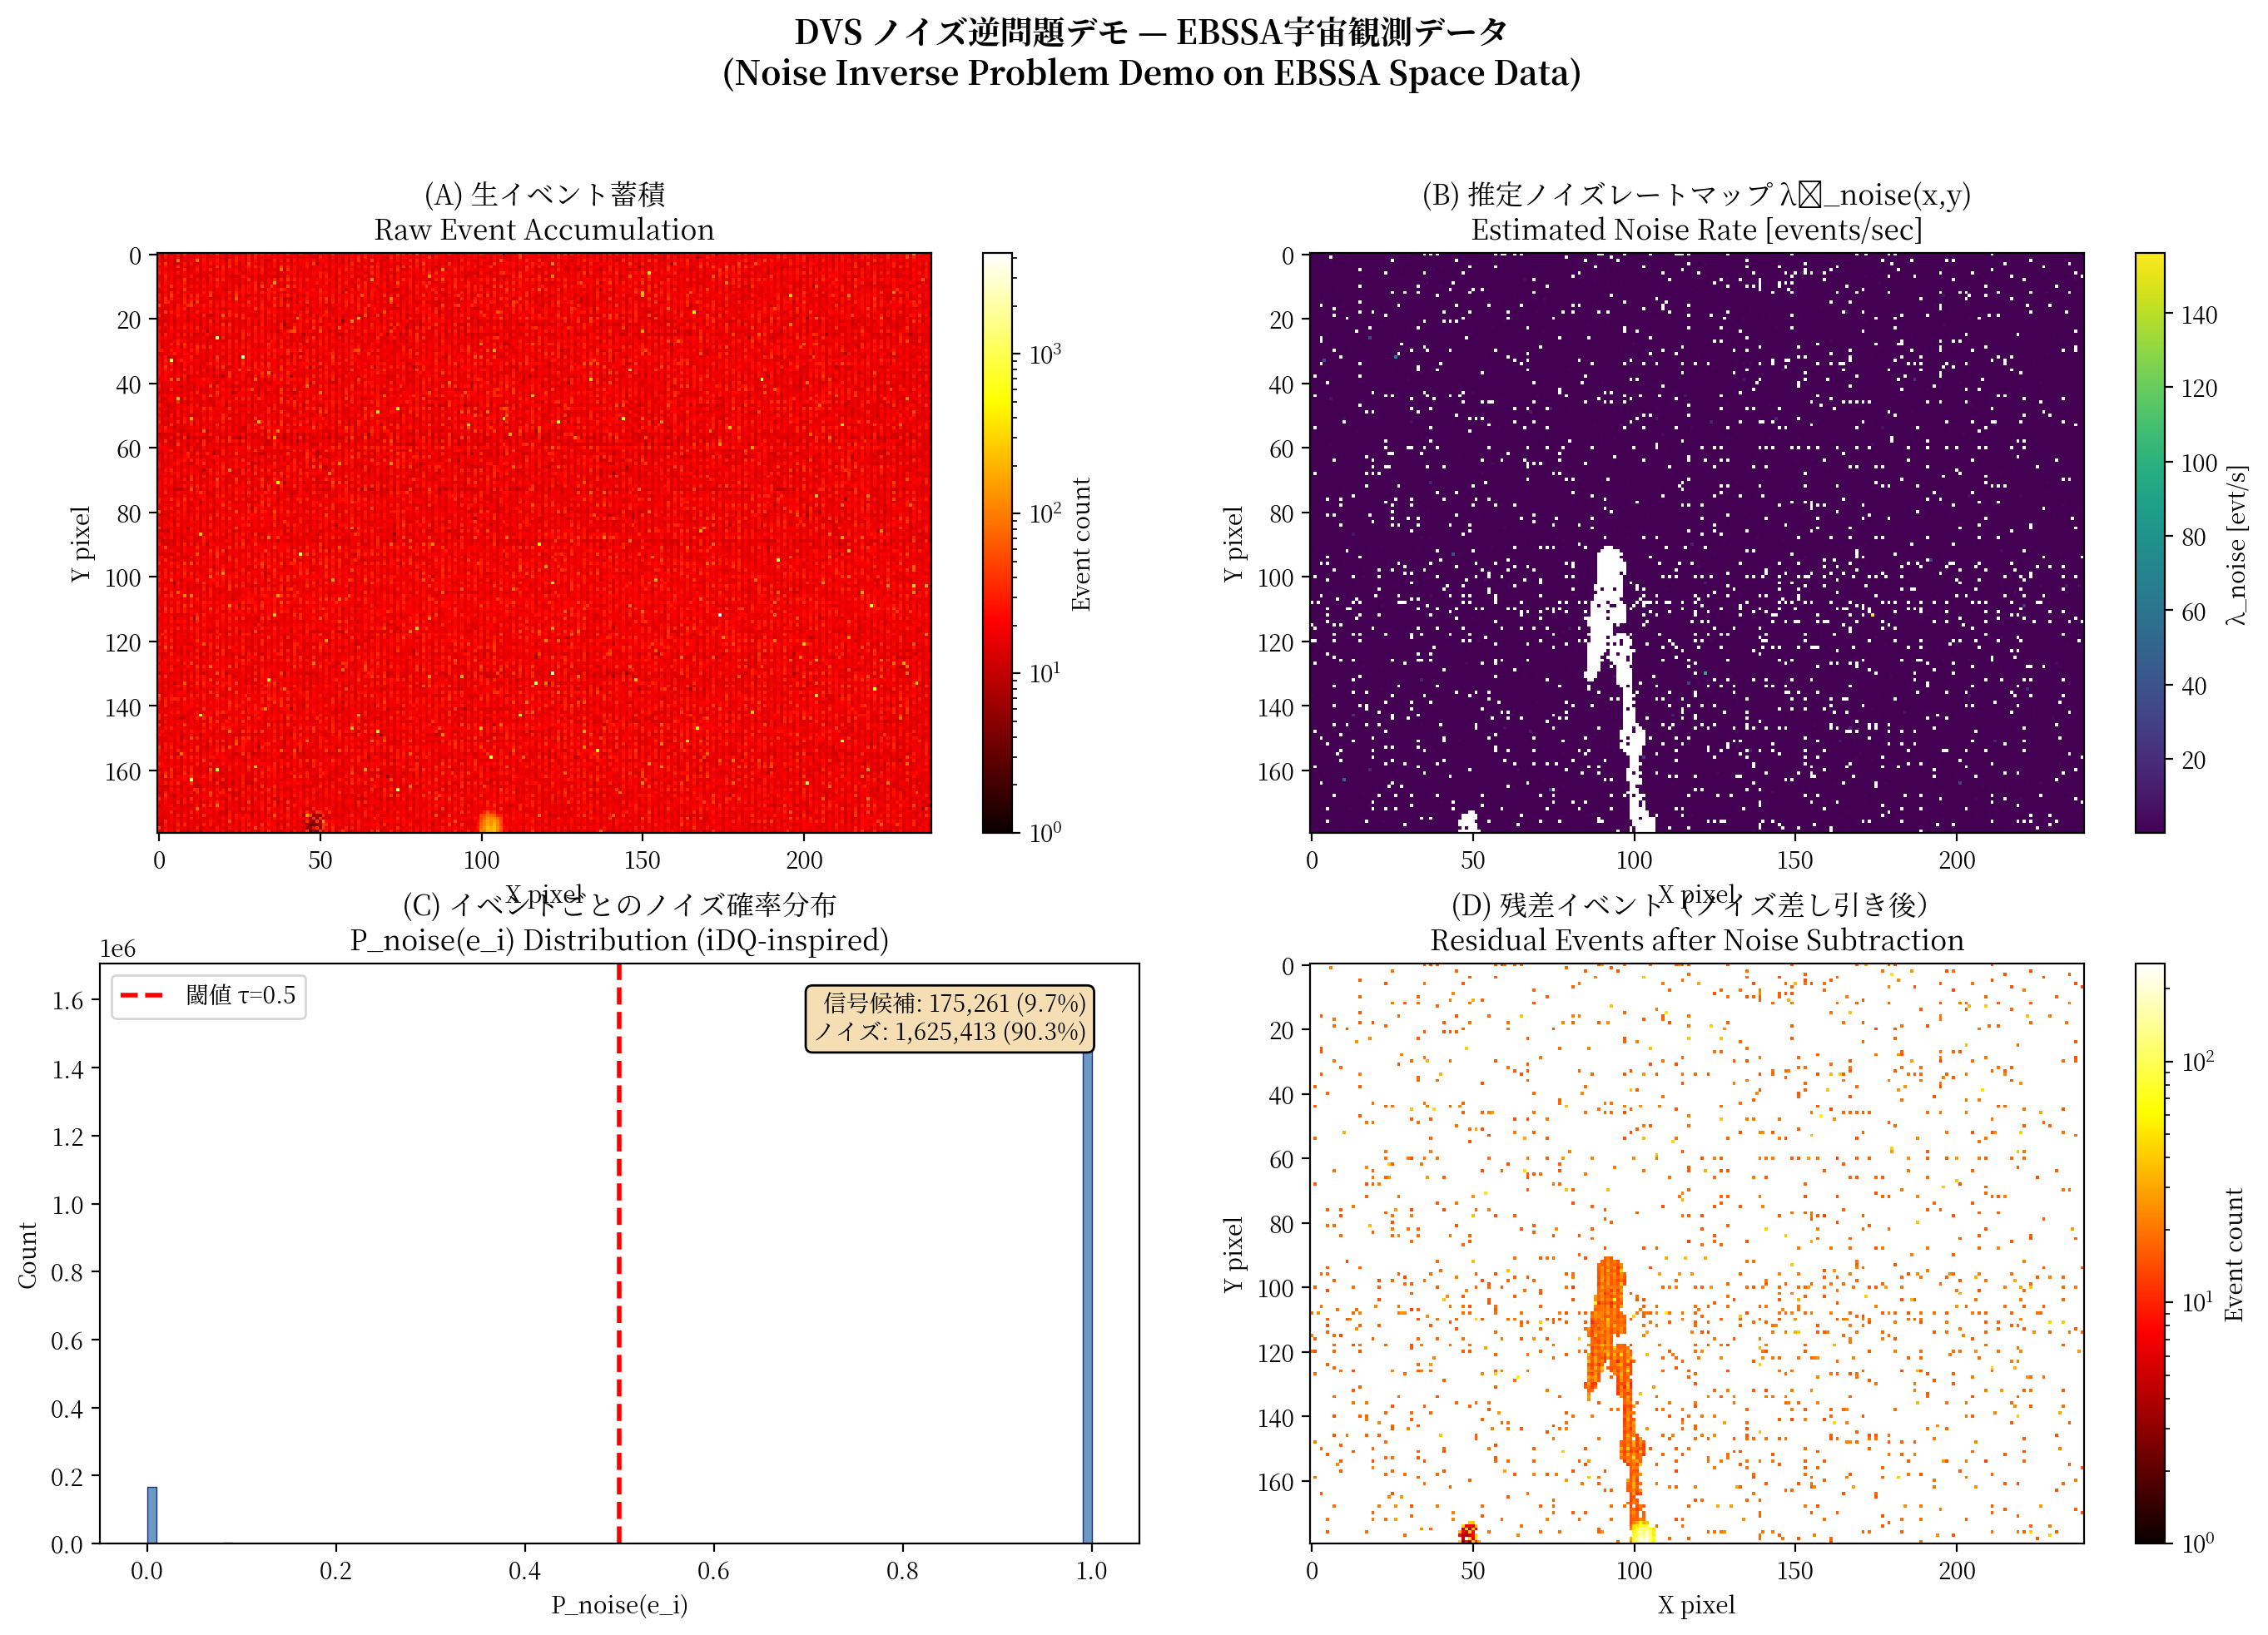 DVS ノイズ逆問題デモ — EBSSA宇宙観測データ
(Noise Inverse Problem Demo on EBSSA Space Data)
(A) 生イベント蓄積
Raw Event Accumulation
0
20
40
60
80
100
120
140
160
Y pixel
0
50
100
150
200
X pixel
10³
10²
10¹
10⁰
Event count
(B) 推定ノイズレートマップ λ_noise(x,y)
Estimated Noise Rate [events/sec]
0
20
40
60
80
100
120
140
160
Y pixel
0
50
100
150
200
X pixel
140
120
100
80
60
40
20
λ_noise [evt/s]
(C) イベントごとのノイズ確率分布
P_noise(e_i) Distribution (iDQ-inspired)
1e6
閾値 τ=0.5
信号候補: 175,261 (9.7%)
ノイズ: 1,625,413 (90.3%)
1.6
1.4
1.2
1.0
0.8
0.6
0.4
0.2
0.0
Count
0.0
0.2
0.4
0.6
0.8
1.0
P_noise(e_i)
(D) 残差イベント（ノイズ差し引き後）
Residual Events after Noise Subtraction
0
20
40
60
80
100
120
140
160
Y pixel
0
50
100
150
200
X pixel
10²
10¹
10⁰
Event count